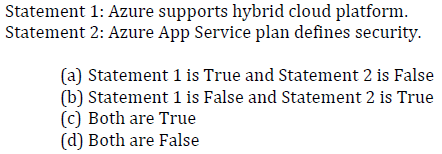 Statement 1: Azure supports hybrid cloud platform.
Statement 2: Azure App Service plan defines security.
(a) Statement 1 is True and Statement 2 is False
(b) Statement 1 is False and Statement 2 is True
(c) Both are True
(d) Both are False